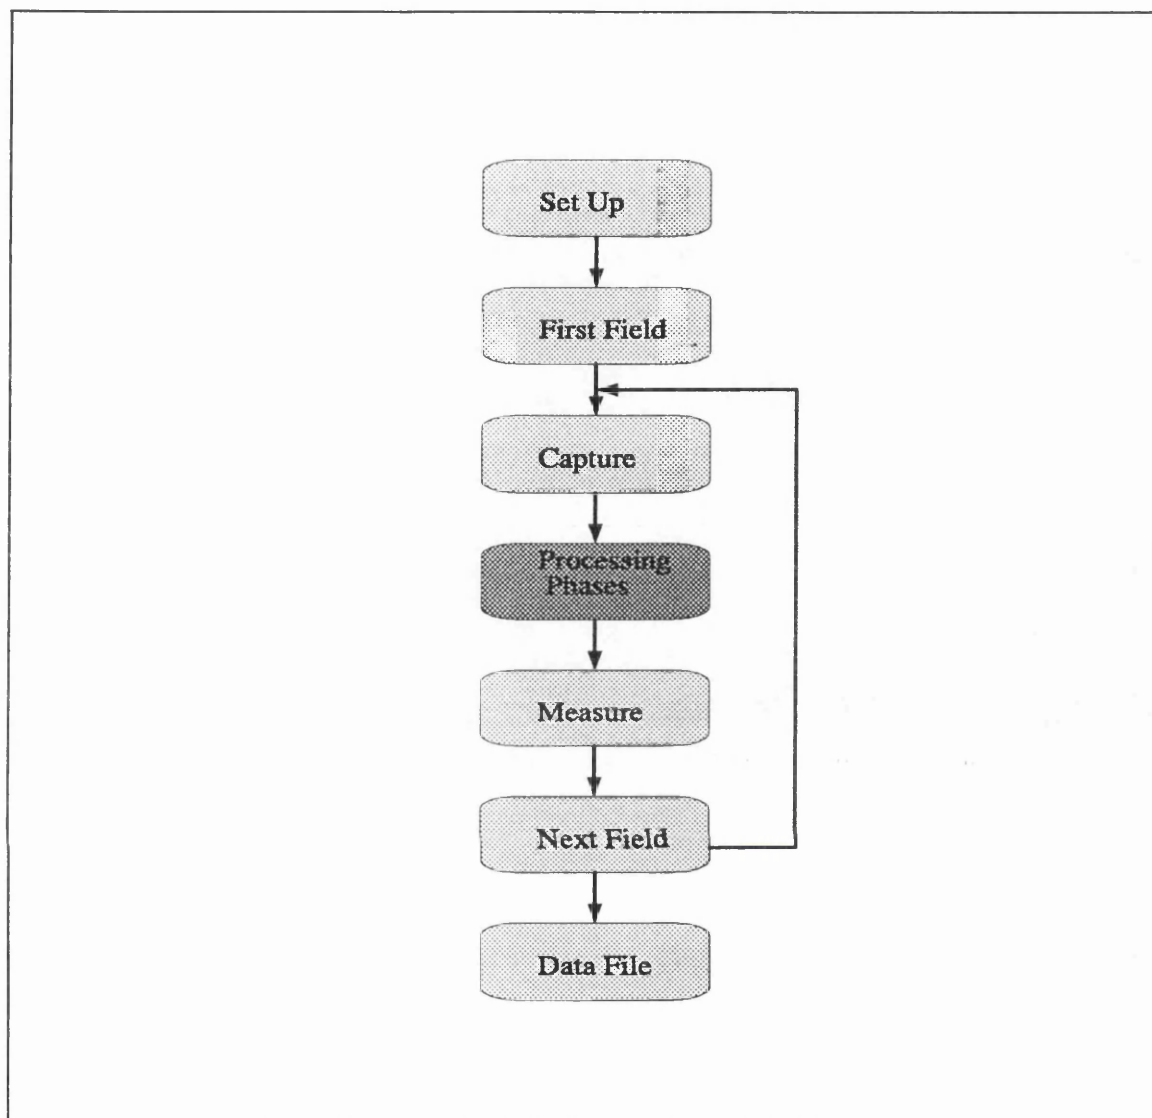 Set Up
First Field
Capture
Processing
Phases
Measure
Next Field
Data File